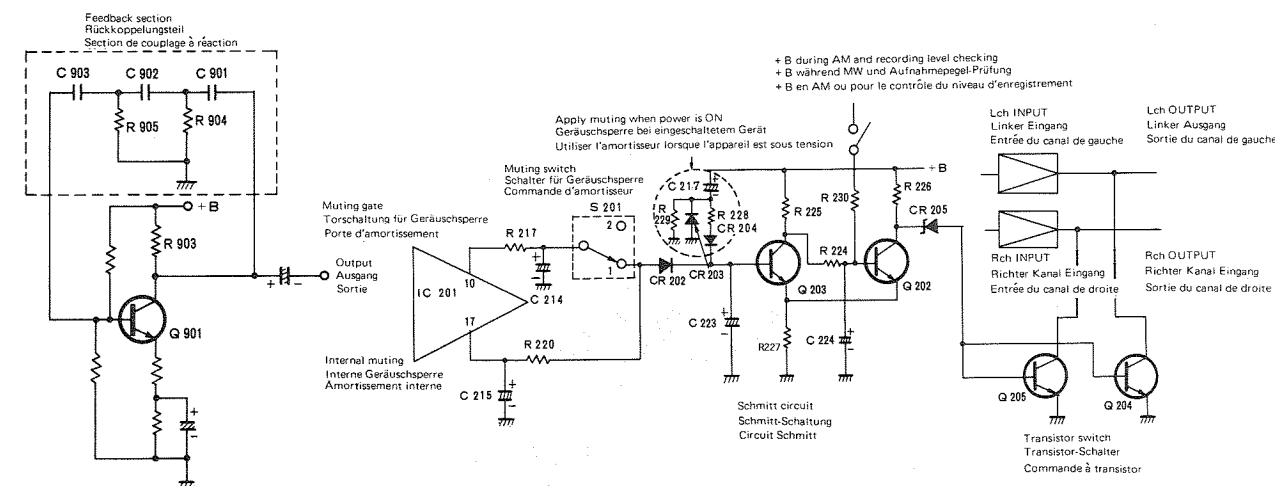 Feedback section
Rückkoppelungsteil
Section de couplage à réaction
C 903
C 902
C 901
R 905
R 904
+ B
R 903
Output
Ausgang
Sortie
+
-
Q 901
+
-
Muting gate
Torschaltung für Geräuschsperre
Porte d'amortissement
IC 201
10
17
R 217
+
-
C 214
Internal muting
Interne Geräuschsperre
Amortissement interne
R 220
C 215
+
-
Muting switch
Schalter für Geräuschsperre
Commande d'amortisseur
S 201
2
1
CR 202
CR 203
Apply muting when power is ON
Geräuschsperre bei eingeschaltetem Gerät
Utiliser l'amortisseur lorsque l'appareil est sous tension
C 217
+
-
R 229
R 228
CR 204
C 223
+
-
+ B during AM and recording level checking
+ B während MW und Aufnahmepegel-Prüfung
+ B en AM ou pour le contrôle du niveau d'enregistrement
+ B
R 225
R 230
R 226
CR 205
R 224
Q 203
Q 202
R227
C 224
+
-
Schmitt circuit
Schmitt-Schaltung
Circuit Schmitt
Lch INPUT
Linker Eingang
Entrée du canal de gauche
Lch OUTPUT
Linker Ausgang
Sortie du canal de gauche
Rch INPUT
Richter Kanal Eingang
Entrée du canal de droite
Rch OUTPUT
Richter Kanal Eingang
Sortie du canal de droite
Q 205
Q 204
Transistor switch
Transistor-Schalter
Commande à transistor